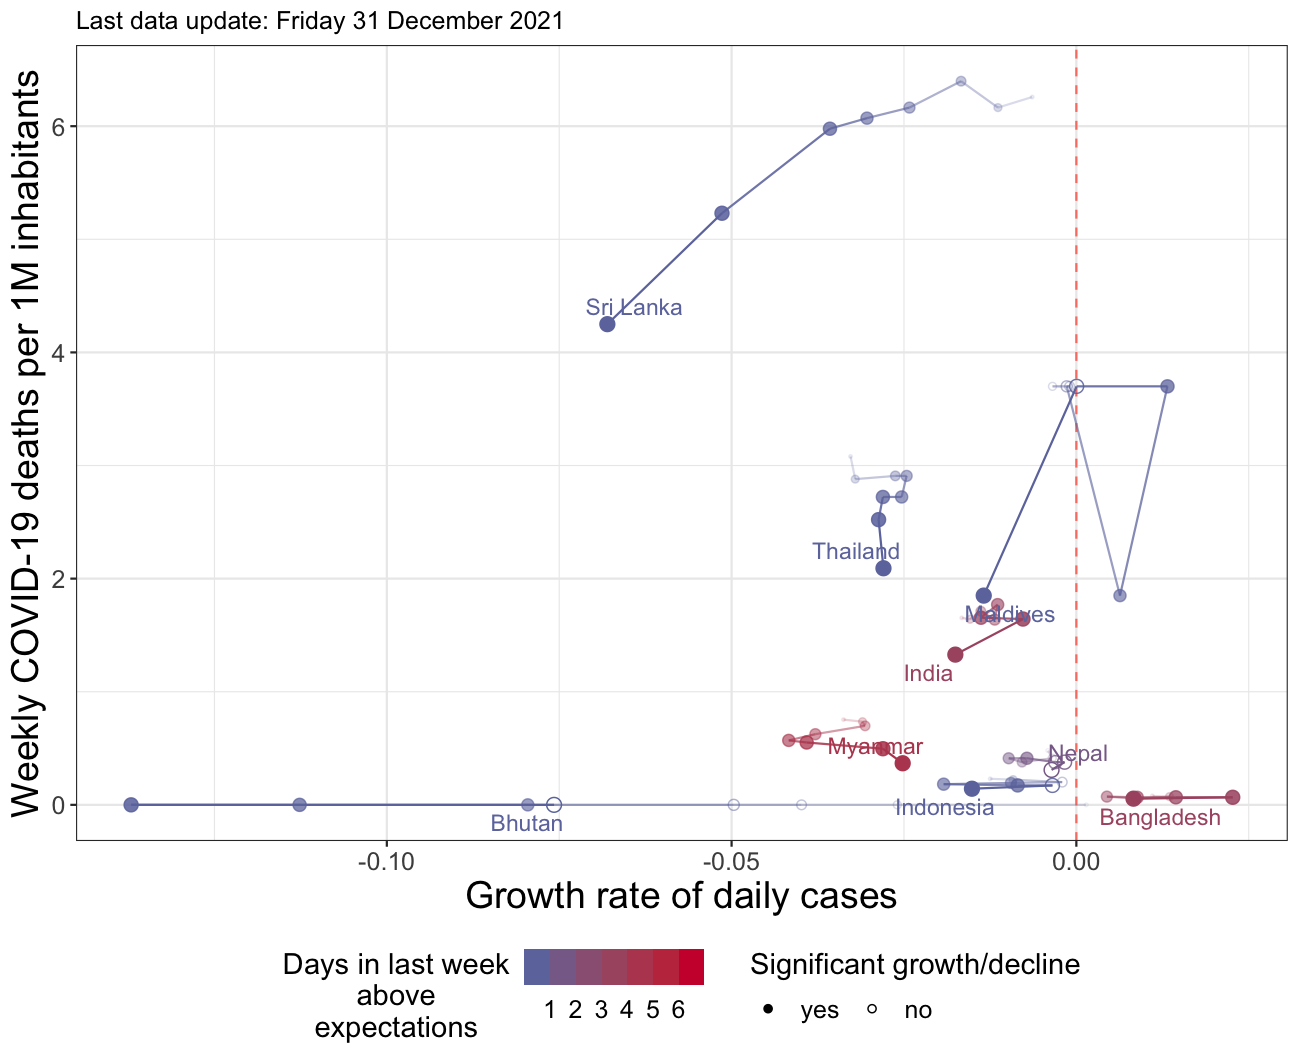 Last data update: Friday 31 December 2021
Weekly COVID-19 deaths per 1M inhabitants
6
4
2
0
Sri Lanka
Thailand
Maldives
India
Myanmar
Nepal
Indonesia
Bhutan
Bangladesh
-0.10
-0.05
0.00
Growth rate of daily cases
Days in last week
above
expectations
1 2 3 4 5 6
Significant growth/decline
yes
no